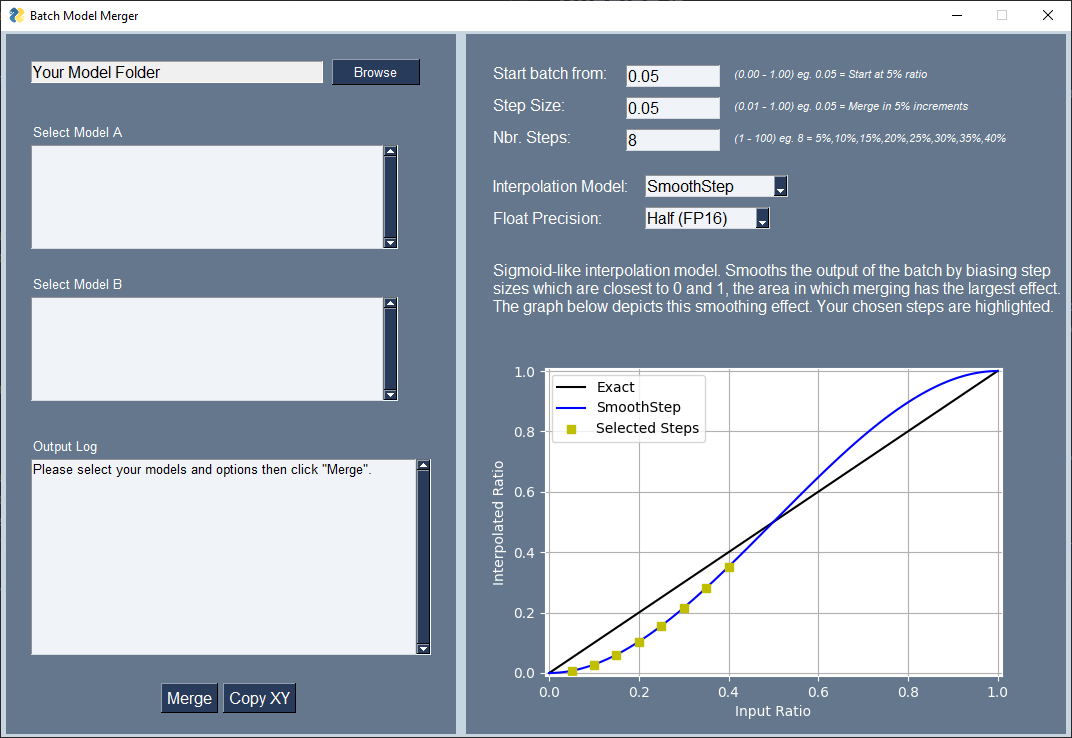 Batch Model Merger
Your Model Folder
Browse
Select Model A
Select Model B
Output Log
Please select your models and options then click "Merge".
Merge
Copy XY
Start batch from:
0.05
(0.00 - 1.00) eg. 0.05 = Start at 5% ratio
Step Size:
0.05
(0.01 - 1.00) eg. 0.05 = Merge in 5% increments
Nbr. Steps:
8
(1 - 100) eg. 8 = 5%,10%,15%,20%,25%,30%,35%,40%
Interpolation Model:
SmoothStep
Float Precision:
Half (FP16)
Sigmoid-like interpolation model. Smooths the output of the batch by biasing step
sizes which are closest to 0 and 1, the area in which merging has the largest effect.
The graph below depicts this smoothing effect. Your chosen steps are highlighted.
Exact
SmoothStep
Selected Steps
Interpolated Ratio
1.0
0.8
0.6
0.4
0.2
0.0
0.0 0.2 0.4 0.6 0.8 1.0
Input Ratio